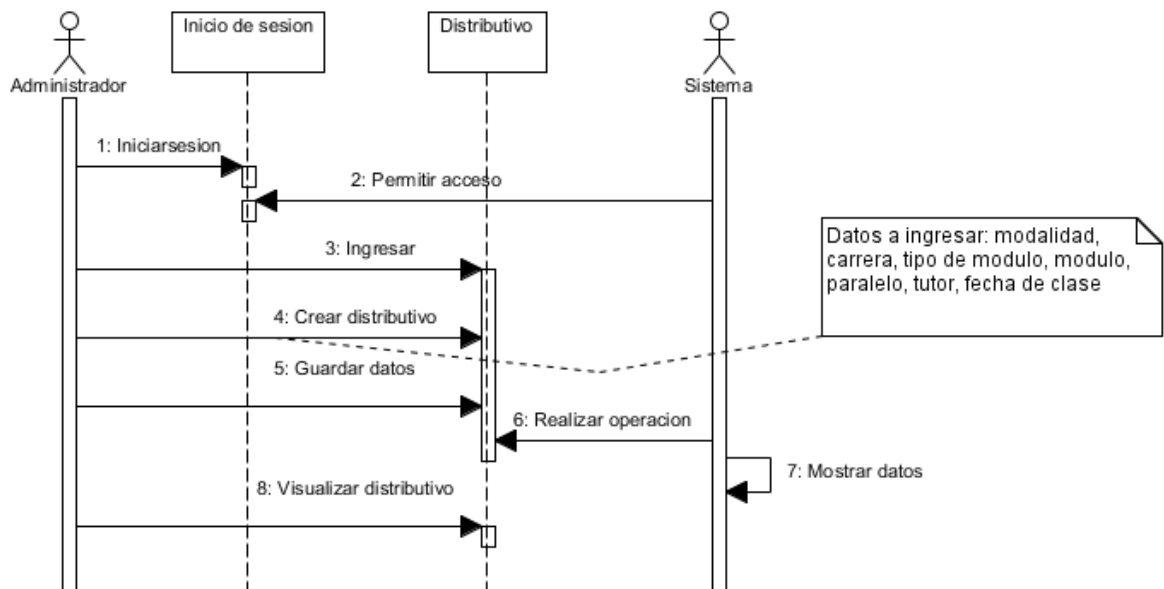 Inicio de sesion
Distributivo
Administrador
Sistema
1: Iniciarsesion
2: Permitir acceso
3: Ingresar
Datos a ingresar: modalidad,
carrera, tipo de modulo, modulo,
paralelo, tutor, fecha de clase
4: Crear distributivo
5: Guardar datos
6: Realizar operacion
7: Mostrar datos
8: Visualizar distributivo